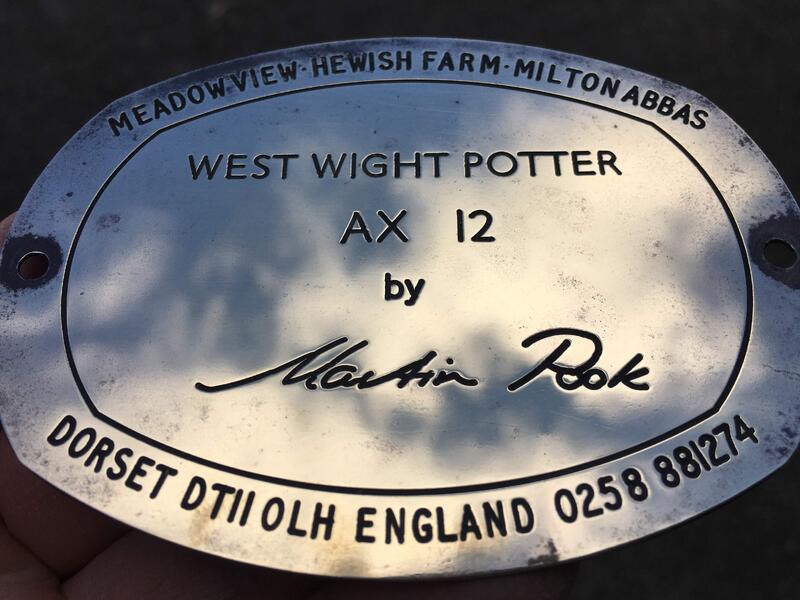 MEADOW VIEW · HEWISH FARM · MILTON ABBAS
WEST WIGHT POTTER
AX 12
by
Martin Rook
DORSET DT11 0LH ENGLAND 0258 881274